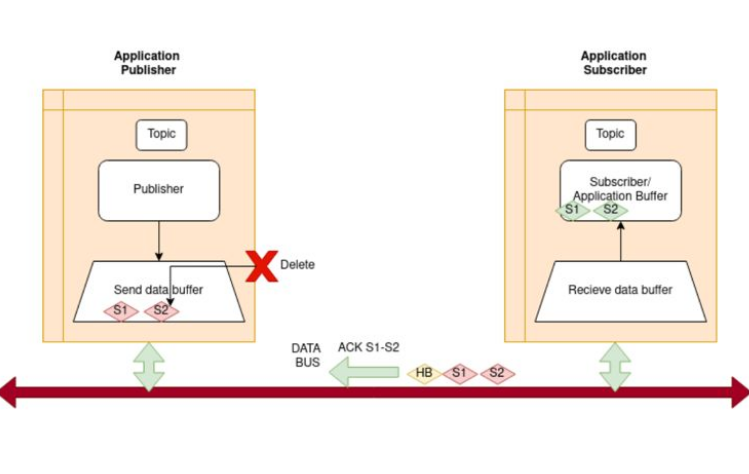 Application
Publisher
Topic
Publisher
Send data buffer
S1
S2
Delete
DATA
BUS
ACK S1-S2
HB
S1
S2
Application
Subscriber
Topic
Subscriber/
Application Buffer
S1
S2
Recieve data buffer